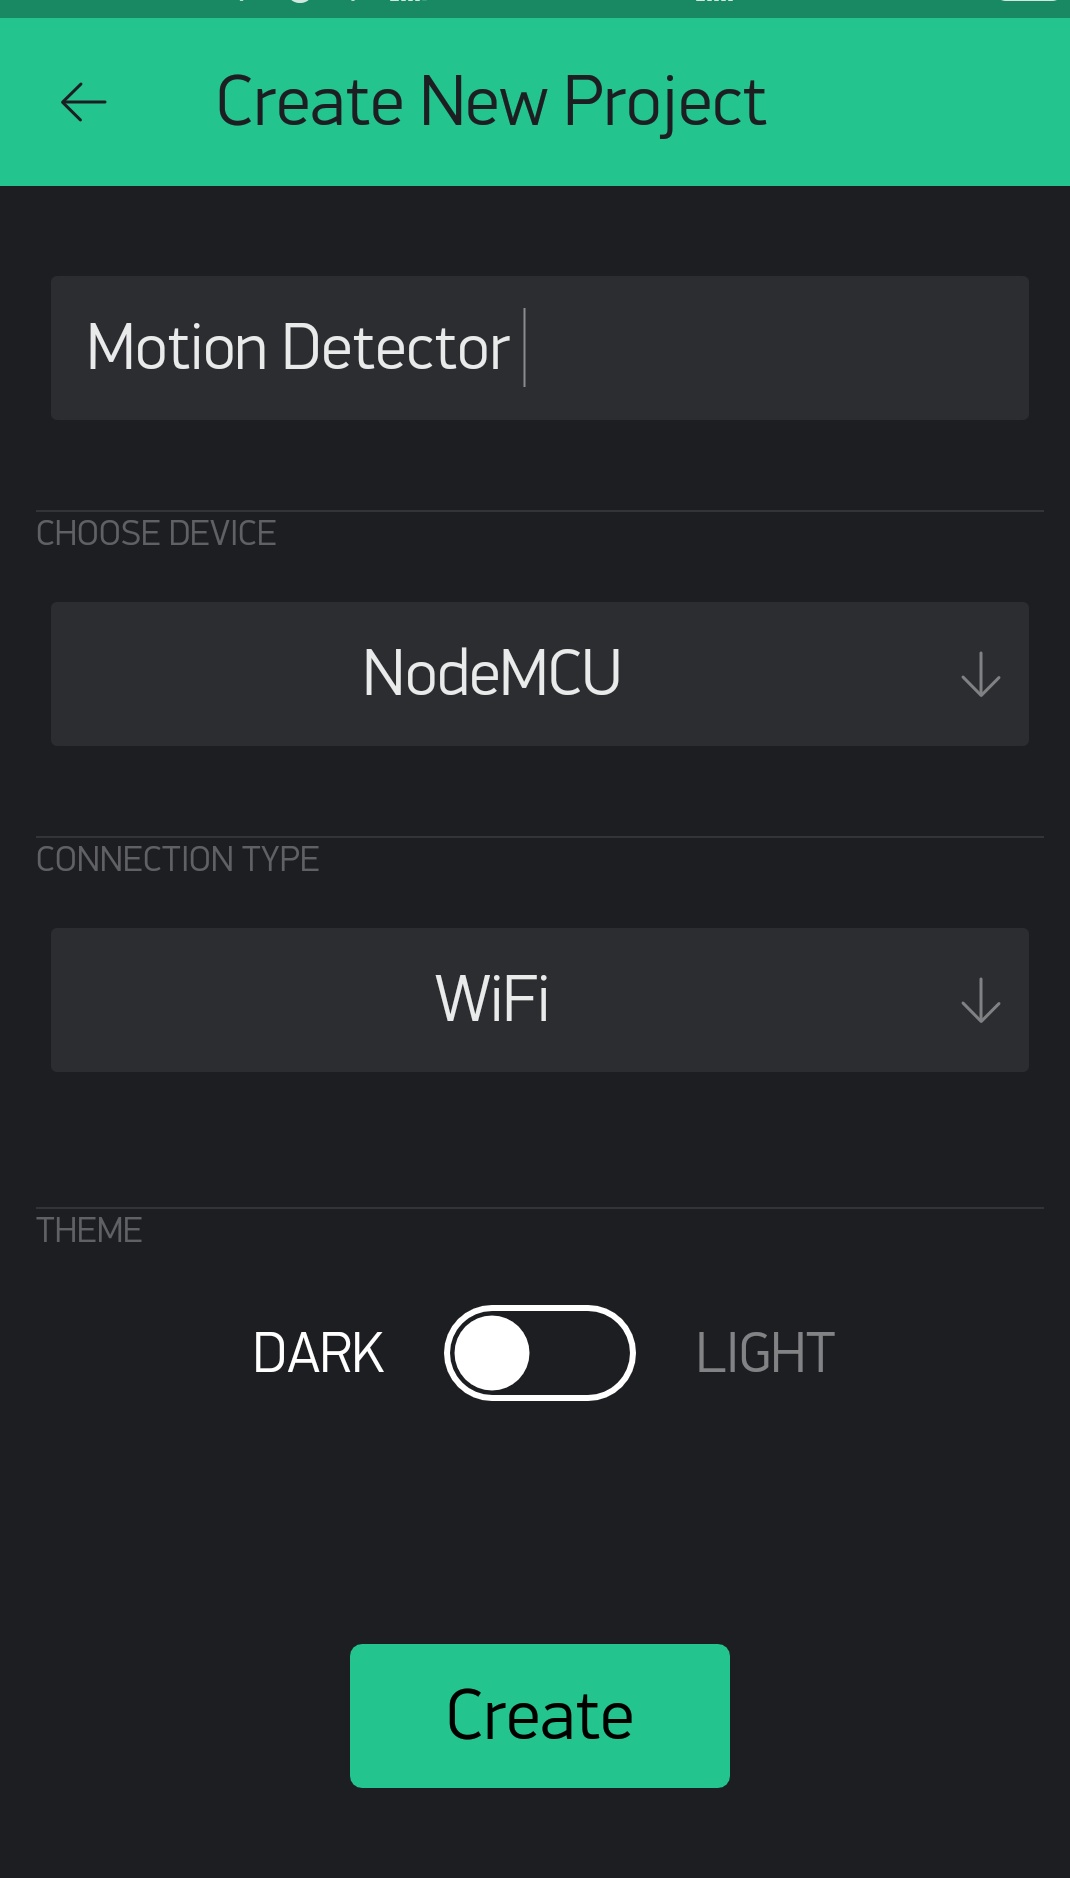 Create New Project
Motion Detector
CHOOSE DEVICE
NodeMCU
CONNECTION TYPE
WiFi
THEME
DARK LIGHT
Create